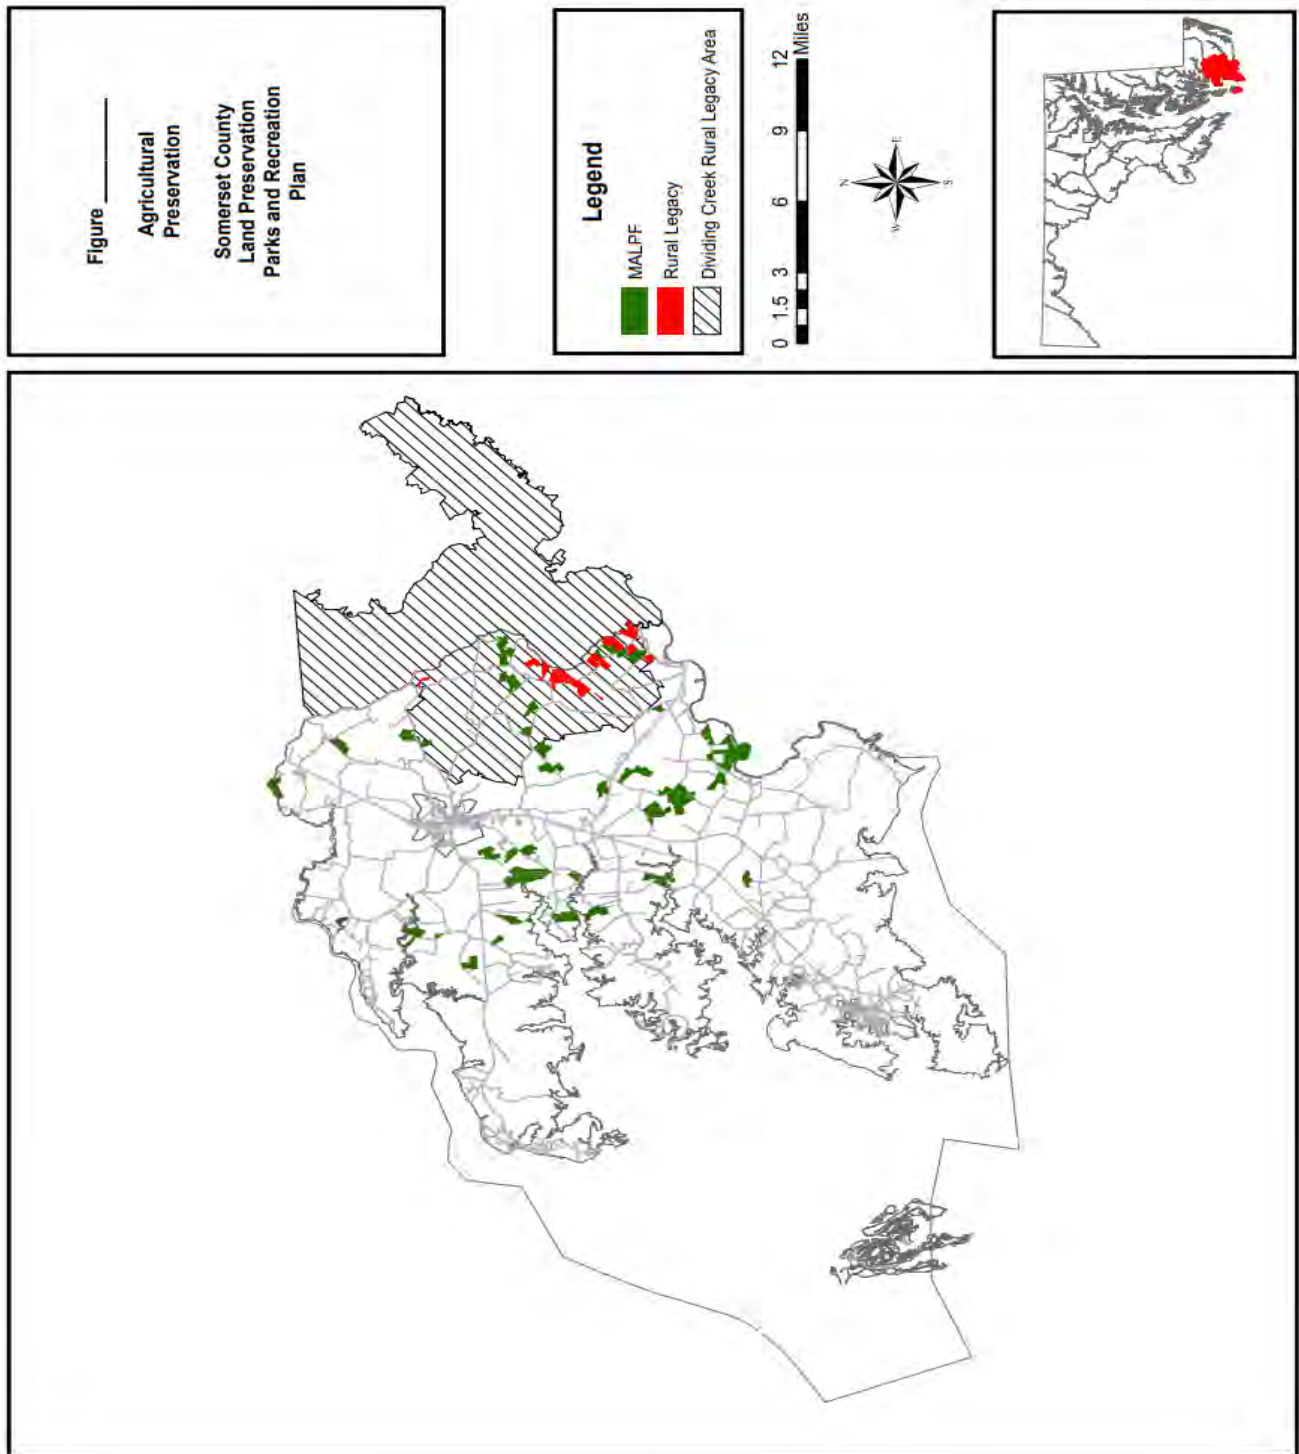 Figure ________
Agricultural
Preservation
Somerset County
Land Preservation
Parks and Recreation
Plan
Legend
MALPF
Rural Legacy
Dividing Creek Rural Legacy Area
0 1.5 3 6 9 12
Miles
N
E
S
W